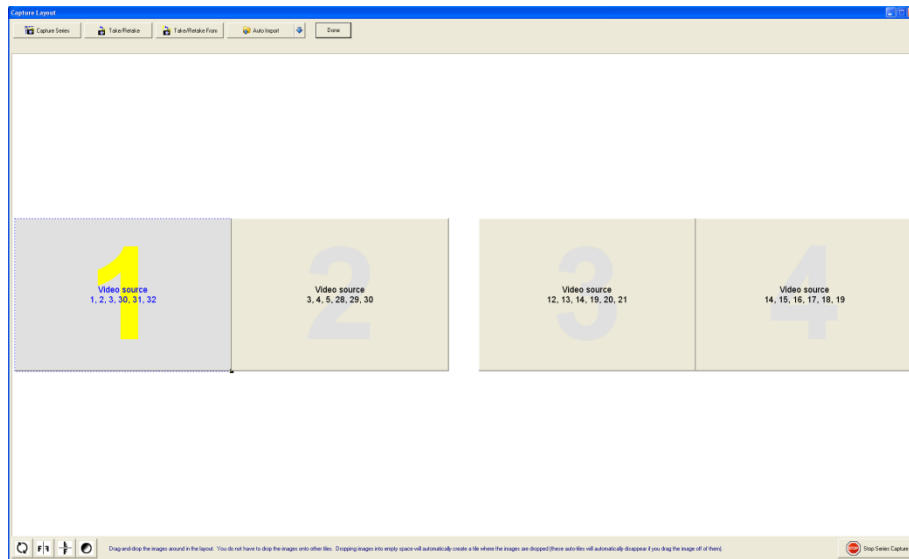 Capture Layout
Capture Series Take/Retake Take/Retake From Auto Import Done
1 2 3 4
Video source Video source Video source Video source
1, 2, 3, 30, 31, 32 3, 4, 5, 28, 29, 30 12, 13, 14, 19, 20, 21 14, 15, 16, 17, 18, 19
Drag-and-drop the images around in the layout. You do not have to drop the images onto other tiles. Dropping images into empty space will automatically create a tile where the images are dropped (these auto-tiles will automatically disappear if you drag the image off of them).
Stop Series Capture